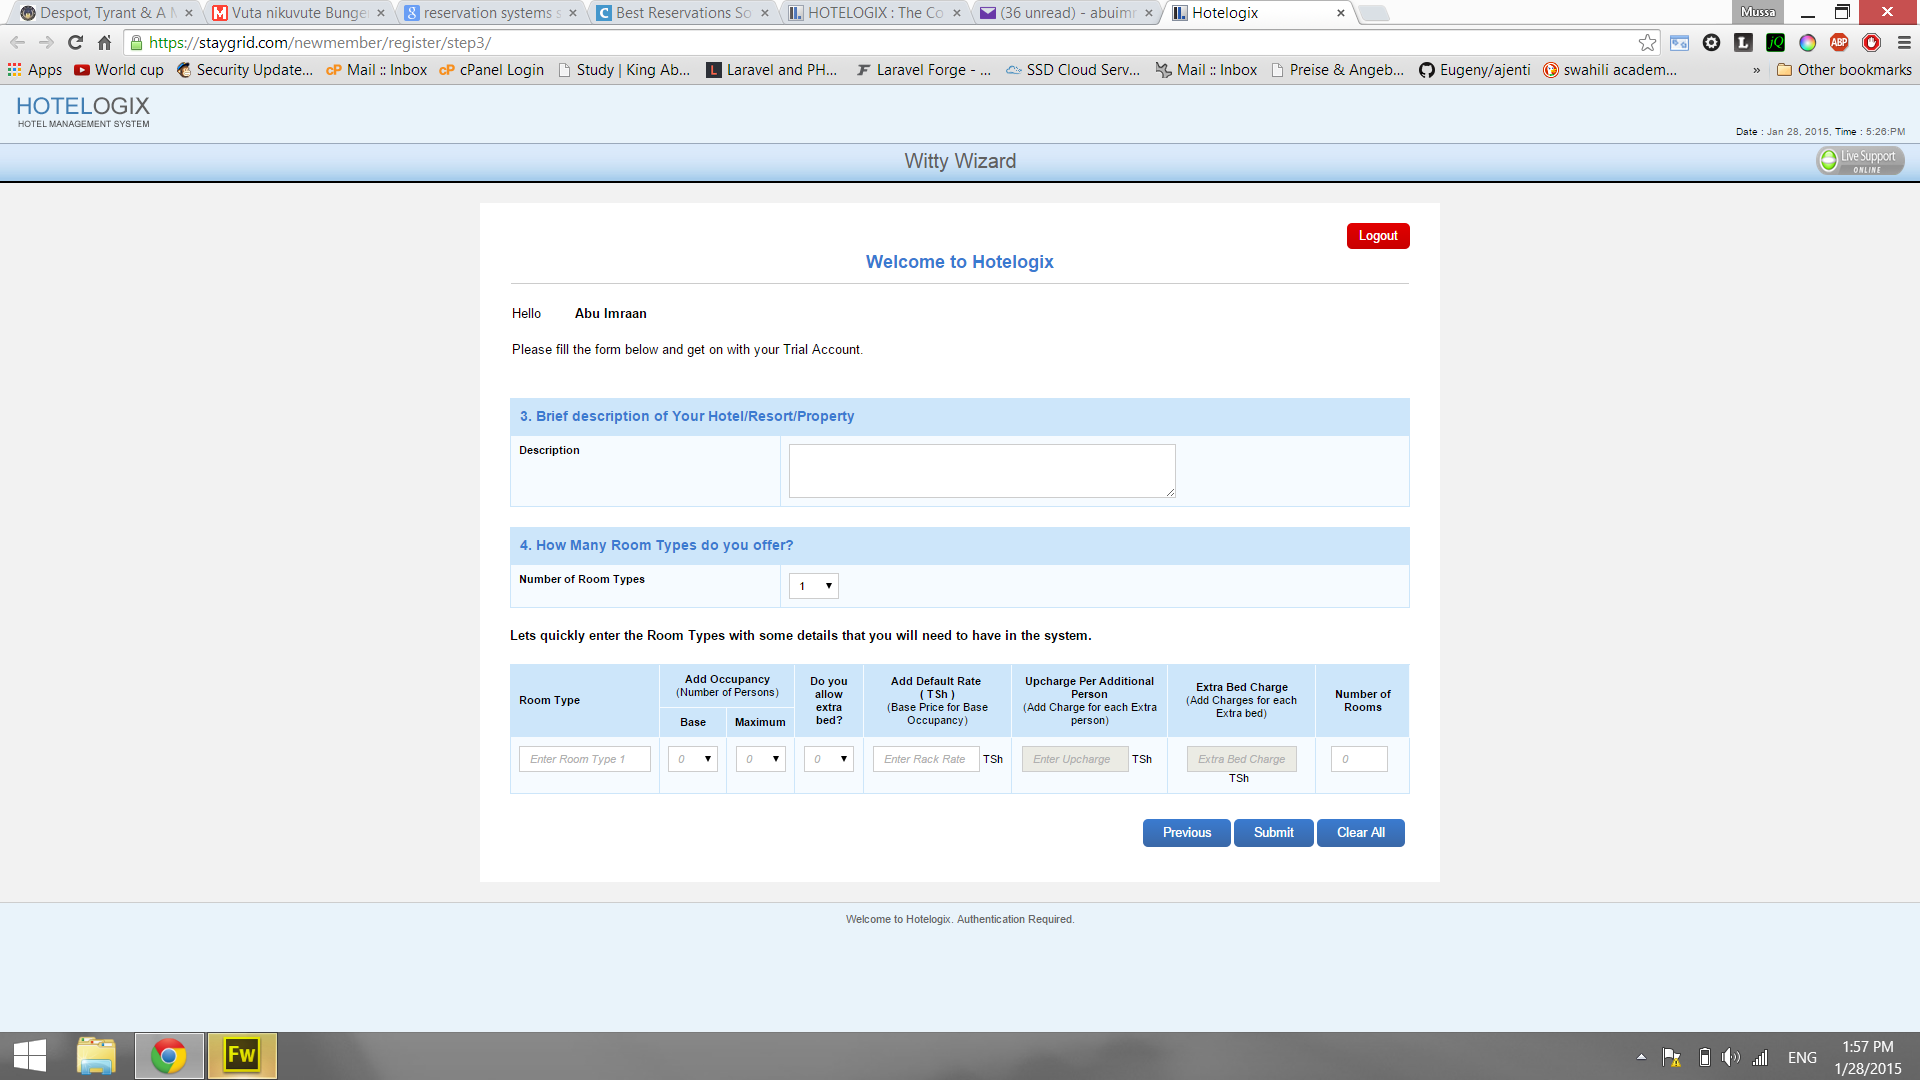 Despot, Tyrant & A M
Vuta nikuvute Bunge
reservation systems s
Best Reservations So
HOTELOGIX : The Co
(36 unread) - abuimr
Hotelogix
Mussa
https://staygrid.com/newmember/register/step3/
Apps
World cup
Security Update...
Mail :: Inbox
cPanel Login
Study | King Ab...
Laravel and PH...
Laravel Forge - ...
SSD Cloud Serv...
Mail :: Inbox
Preise & Angeb...
Eugeny/ajenti
swahili academ...
»
Other bookmarks
HOTELOGIX
HOTEL MANAGEMENT SYSTEM
Date : Jan 28, 2015, Time : 5:26:PM
Witty Wizard
Live Support
ONLINE
Logout
Welcome to Hotelogix
Hello Abu Imraan
Please fill the form below and get on with your Trial Account.
3. Brief description of Your Hotel/Resort/Property
Description
4. How Many Room Types do you offer?
Number of Room Types
1
Lets quickly enter the Room Types with some details that you will need to have in the system.
Room Type
Add Occupancy
(Number of Persons)
Base
Maximum
Do you
allow
extra
bed?
Add Default Rate
( TSh )
(Base Price for Base
Occupancy)
Upcharge Per Additional
Person
(Add Charge for each Extra
person)
Extra Bed Charge
(Add Charges for each
Extra bed)
Number of
Rooms
Enter Room Type 1
0
0
0
Enter Rack Rate TSh
Enter Upcharge TSh
Extra Bed Charge
TSh
0
Previous
Submit
Clear All
Welcome to Hotelogix. Authentication Required.
Fw
ENG
1:57 PM
1/28/2015